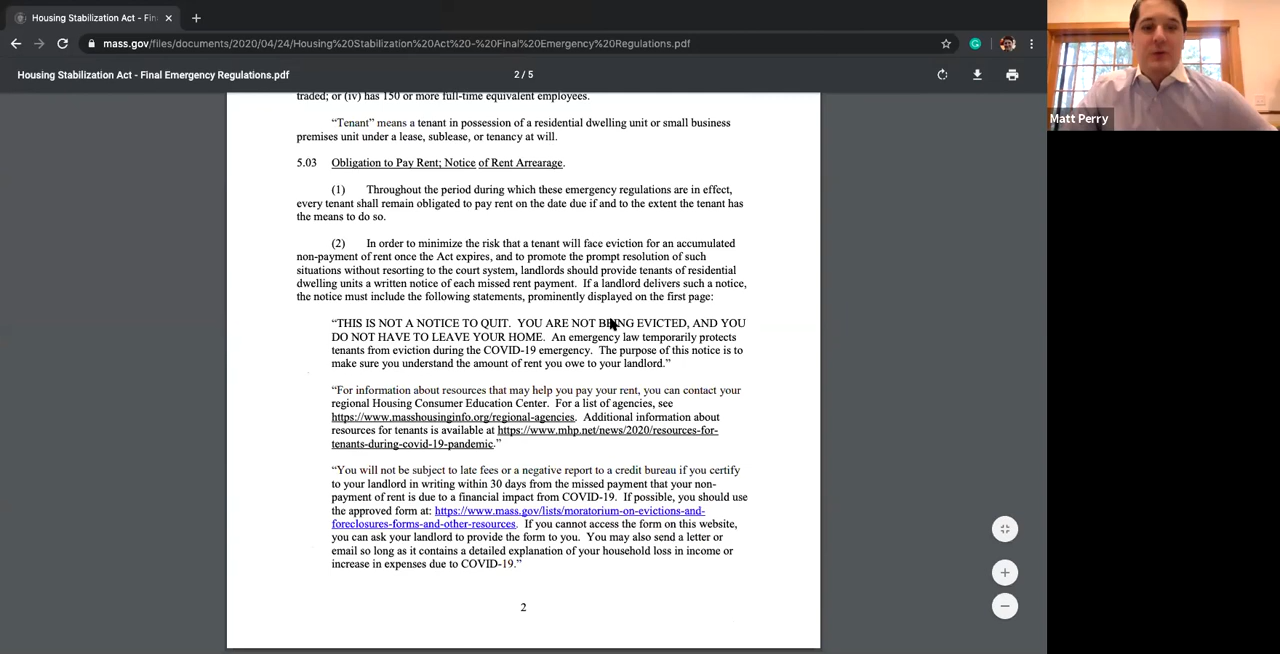 Housing Stabilization Act - Fin
mass.gov/files/documents/2020/04/24/Housing%20Stabilization%20Act%20-%20Final%20Emergency%20Regulations.pdf
Housing Stabilization Act - Final Emergency Regulations.pdf
2 / 5
traded; or (iv) has 150 or more full-time equivalent employees.
“Tenant” means a tenant in possession of a residential dwelling unit or small business
premises unit under a lease, sublease, or tenancy at will.
5.03 Obligation to Pay Rent; Notice of Rent Arrearage.
(1) Throughout the period during which these emergency regulations are in effect,
every tenant shall remain obligated to pay rent on the date due if and to the extent the tenant has
the means to do so.
(2) In order to minimize the risk that a tenant will face eviction for an accumulated
non-payment of rent once the Act expires, and to promote the prompt resolution of such
situations without resorting to the court system, landlords should provide tenants of residential
dwelling units a written notice of each missed rent payment. If a landlord delivers such a notice,
the notice must include the following statements, prominently displayed on the first page:
“THIS IS NOT A NOTICE TO QUIT. YOU ARE NOT BEING EVICTED, AND YOU
DO NOT HAVE TO LEAVE YOUR HOME. An emergency law temporarily protects
tenants from eviction during the COVID-19 emergency. The purpose of this notice is to
make sure you understand the amount of rent you owe to your landlord.”
“For information about resources that may help you pay your rent, you can contact your
regional Housing Consumer Education Center. For a list of agencies, see
https://www.masshousinginfo.org/regional-agencies. Additional information about
resources for tenants is available at https://www.mhp.net/news/2020/resources-for-
tenants-during-covid-19-pandemic.”
“You will not be subject to late fees or a negative report to a credit bureau if you certify
to your landlord in writing within 30 days from the missed payment that your non-
payment of rent is due to a financial impact from COVID-19. If possible, you should use
the approved form at: https://www.mass.gov/lists/moratorium-on-evictions-and-
foreclosures-forms-and-other-resources. If you cannot access the form on this website,
you can ask your landlord to provide the form to you. You may also send a letter or
email so long as it contains a detailed explanation of your household loss in income or
increase in expenses due to COVID-19.”
2
Matt Perry